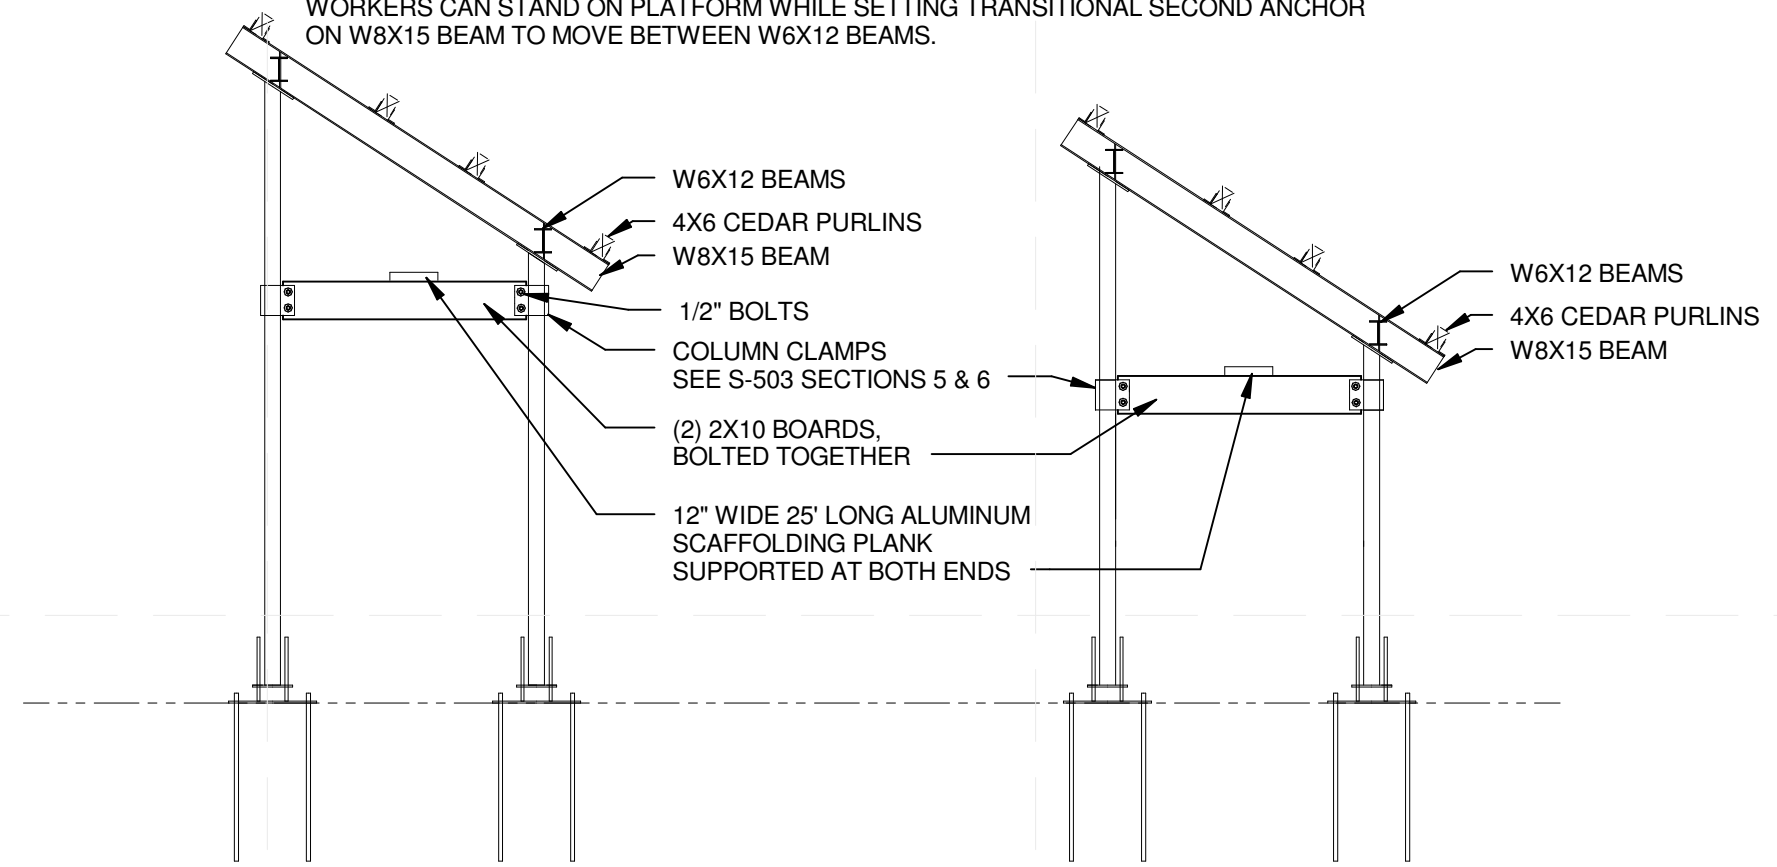 WORKERS CAN STAND ON PLATFORM WHILE SETTING TRANSITIONAL SECOND ANCHOR
ON W8X15 BEAM TO MOVE BETWEEN W6X12 BEAMS.
W6X12 BEAMS
4X6 CEDAR PURLINS
W8X15 BEAM
1/2" BOLTS
COLUMN CLAMPS
SEE S-503 SECTIONS 5 & 6
(2) 2X10 BOARDS,
BOLTED TOGETHER
12" WIDE 25' LONG ALUMINUM
SCAFFOLDING PLANK
SUPPORTED AT BOTH ENDS
W6X12 BEAMS
4X6 CEDAR PURLINS
W8X15 BEAM